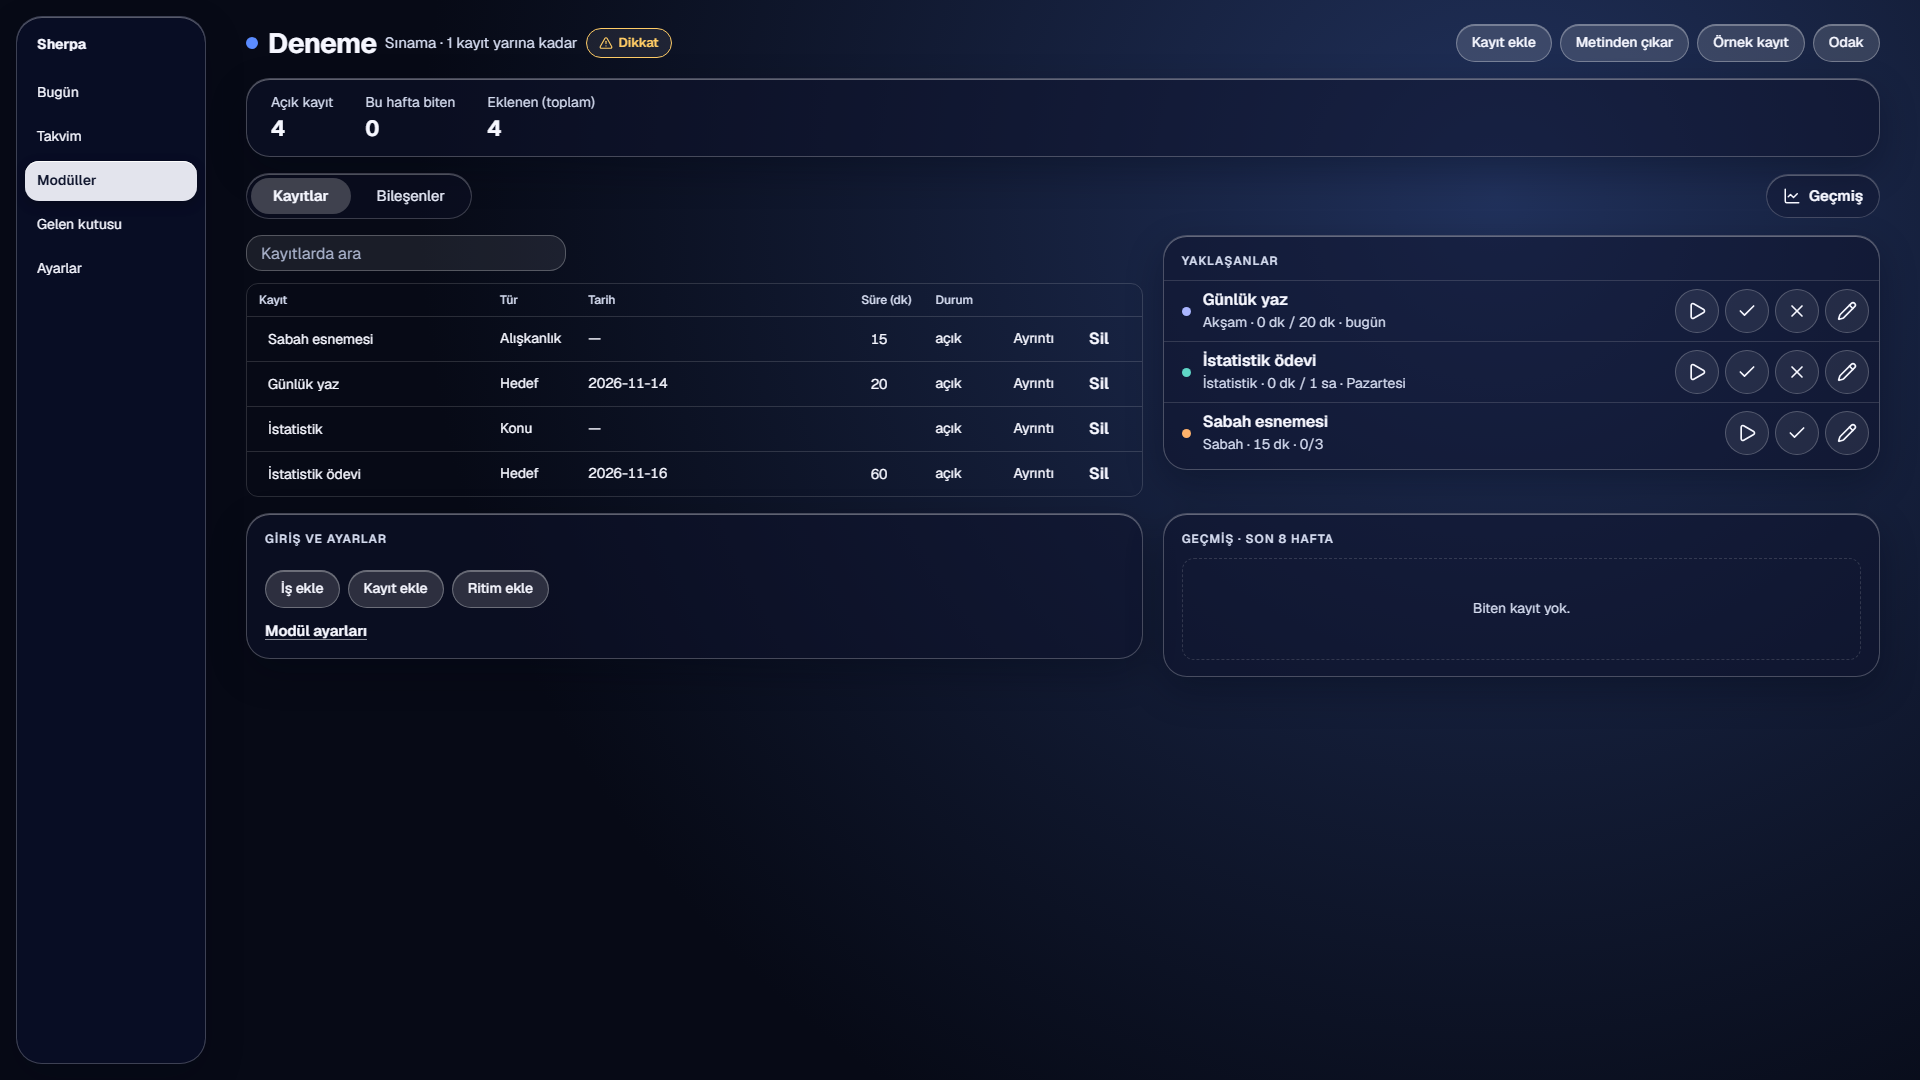 Sherpa
Bugün
Takvim
Modüller
Gelen kutusu
Ayarlar
Deneme Sınama · 1 kayıt yarına kadar Dikkat
Kayıt ekle Metinden çıkar Örnek kayıt Odak
Açık kayıt Bu hafta biten Eklenen (toplam)
4 0 4
Kayıtlar Bileşenler
Geçmiş
Kayıtlarda ara
Kayıt Tür Tarih Süre (dk) Durum
Sabah esnemesi Alışkanlık — 15 açık Ayrıntı Sil
Günlük yaz Hedef 2026-11-14 20 açık Ayrıntı Sil
İstatistik Konu — açık Ayrıntı Sil
İstatistik ödevi Hedef 2026-11-16 60 açık Ayrıntı Sil
YAKLAŞANLAR
Günlük yaz
Akşam · 0 dk / 20 dk · bugün
İstatistik ödevi
İstatistik · 0 dk / 1 sa · Pazartesi
Sabah esnemesi
Sabah · 15 dk · 0/3
GİRİŞ VE AYARLAR
İş ekle Kayıt ekle Ritim ekle
Modül ayarları
GEÇMİŞ · SON 8 HAFTA
Biten kayıt yok.